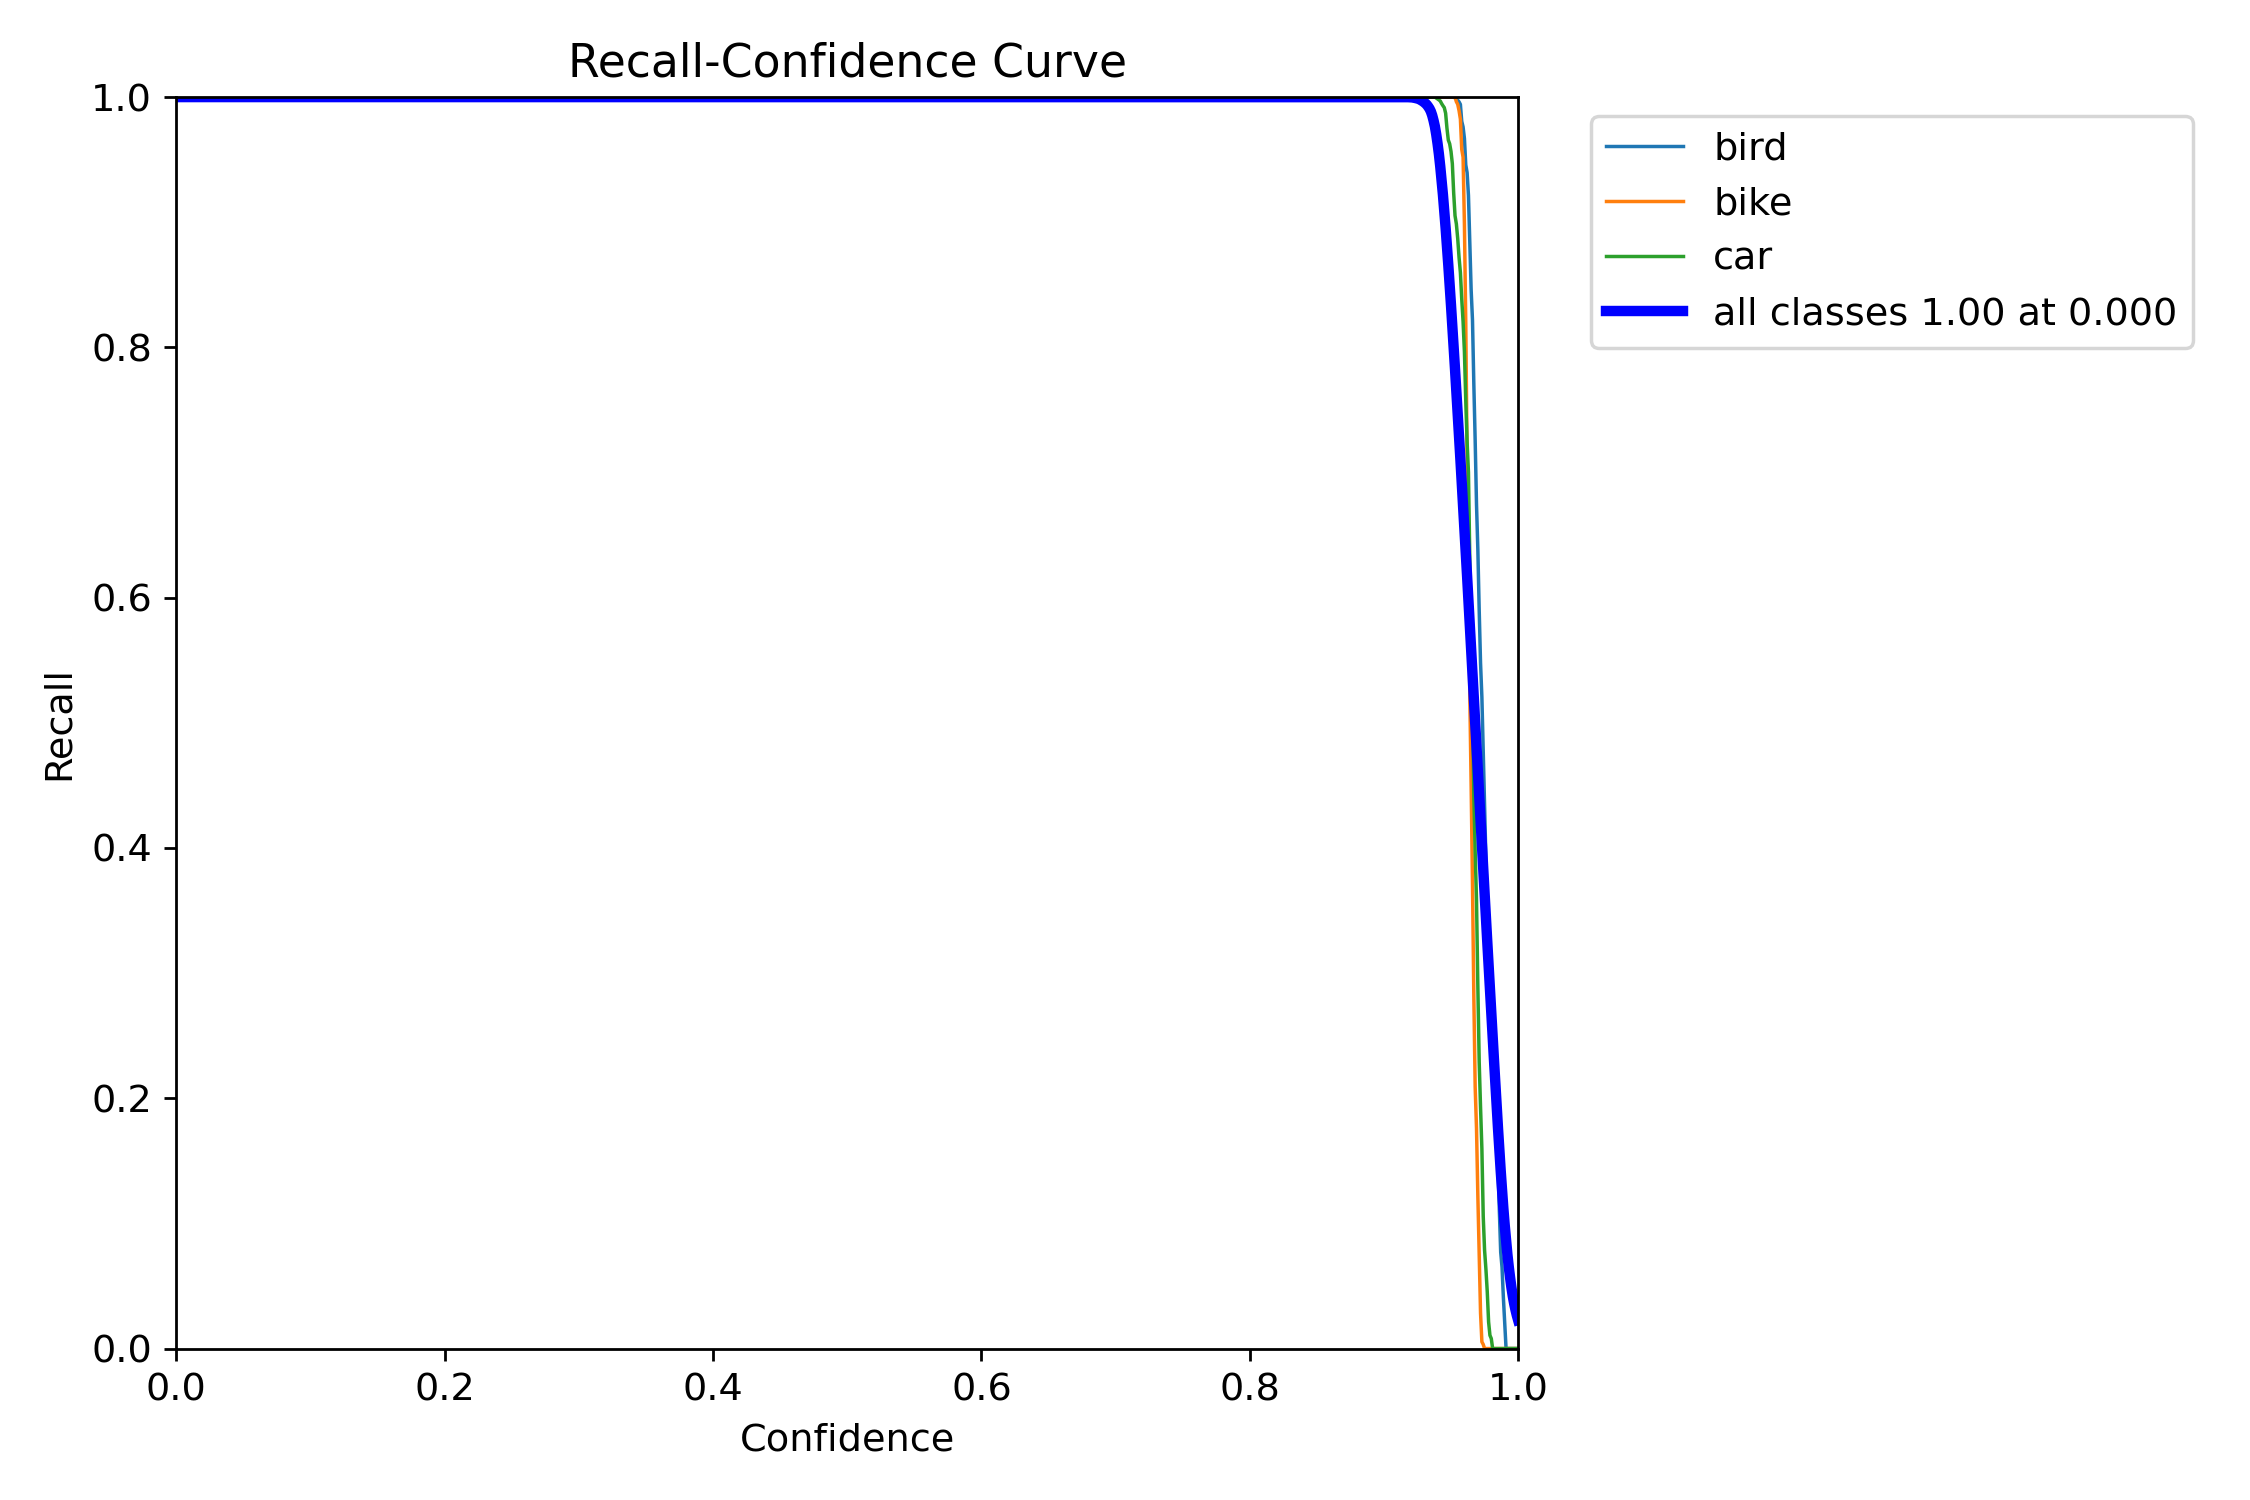 Recall-Confidence Curve
1.0
0.8
0.6
0.4
0.2
0.0
Recall
0.0 0.2 0.4 0.6 0.8 1.0
Confidence
bird
bike
car
all classes 1.00 at 0.000